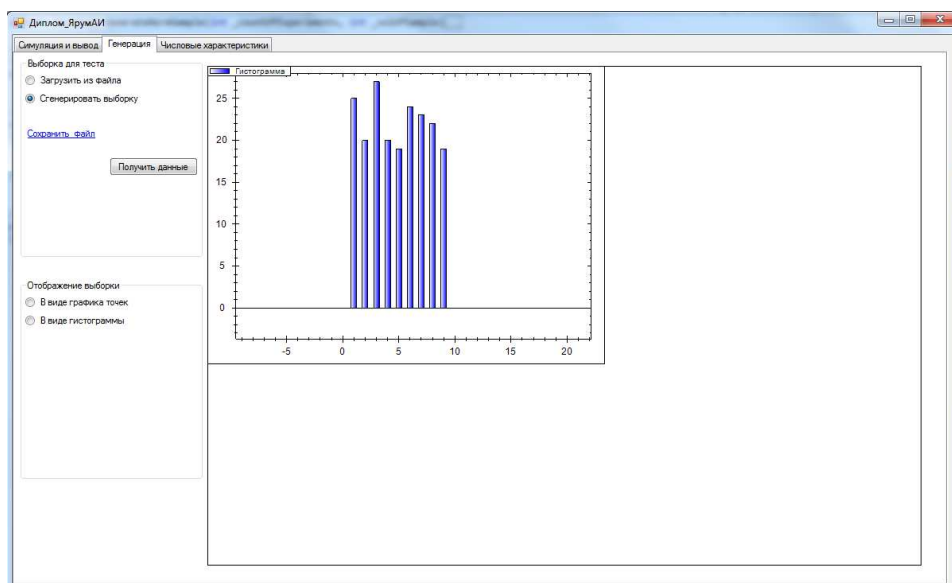 Диплом_ЯрумАИ
Симуляция и вывод Генерация Числовые характеристики
Выборка для теста
Загрузить из файла
Сгенерировать выборку
Сохранить файл
Получить данные
Отображение выборки
В виде графика точек
В виде гистограммы
Гистограмма
25
20
15
10
5
0
-5 0 5 10 15 20